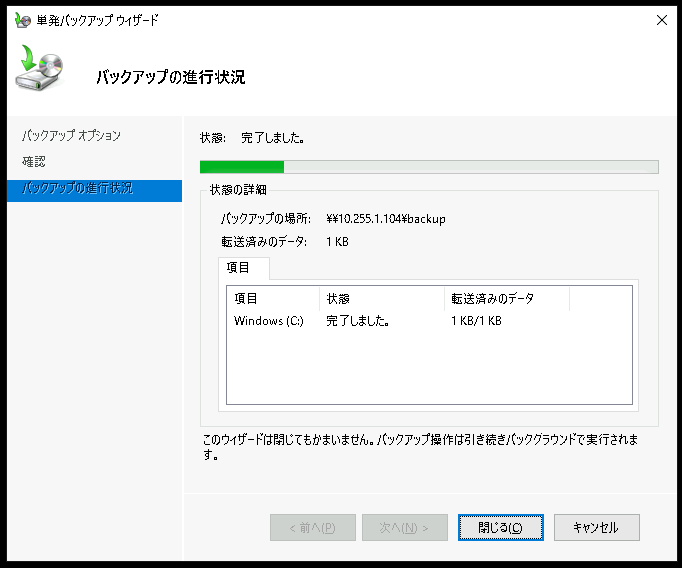 単発バックアップ ウィザード
バックアップの進行状況
バックアップ オプション
確認
バックアップの進行状況
状態: 完了しました。
状態の詳細
バックアップの場所: ¥¥10.255.1.104¥backup
転送済みのデータ: 1 KB
項目
項目 状態 転送済みのデータ
Windows (C:) 完了しました。 1 KB/1 KB
このウィザードは閉じてもかまいません。バックアップ操作は引き続きバックグラウンドで実行されま
す。
< 前へ(P) 次へ(N) > 閉じる(C) キャンセル